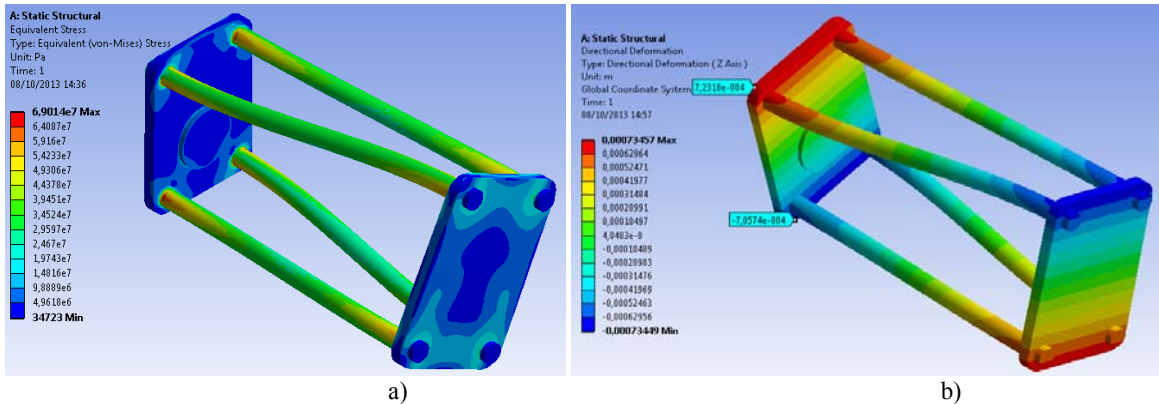 A: Static Structural
Equivalent Stress
Type: Equivalent (von-Mises) Stress
Unit: Pa
Time: 1
08/10/2013 14:36
6,9014e7 Max
6,4087e7
5,916e7
5,4233e7
4,9306e7
4,4378e7
3,9451e7
3,4524e7
2,9597e7
2,467e7
1,9743e7
1,4816e7
9,8889e6
4,9618e6
34723 Min
a)
A: Static Structural
Directional Deformation
Type: Directional Deformation ( Z Axis )
Unit: m
Global Coordinate System
Time: 1
08/10/2013 14:57
7,2318e-004
0,00073457 Max
0,00062964
0,00052471
0,00041977
0,00031484
0,00020991
0,00010497
4,0483e-8
-0,00010489
-0,00020983
-0,00031476
-0,00041969
-0,00052463
-0,00062956
-0,00073449 Min
-7,0574e-004
b)